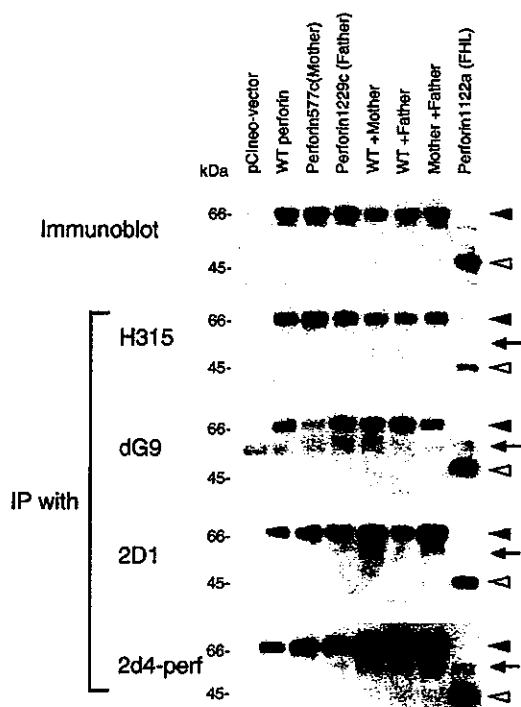 pCIneo-vector
WT perforin
Perforin577c(Mother)
Perforin1229c (Father)
WT +Mother
WT +Father
Mother +Father
Perforin1122a (FHL)
kDa
Immunoblot
66-
45-
IP with
H315
66-
45-
dG9
66-
45-
2D1
66-
45-
2d4-perf
66-
45-